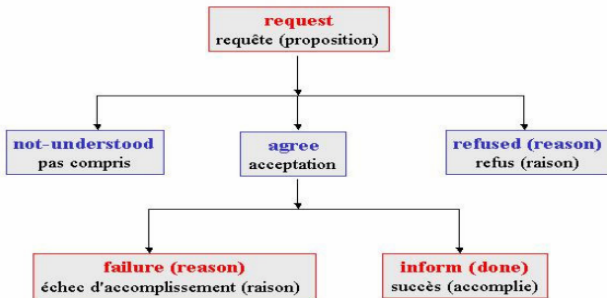 request
requête (proposition)
not-understood
pas compris
agree
acceptation
refused (reason)
refus (raison)
failure (reason)
échec d'accomplissement (raison)
inform (done)
succès (accomplie)